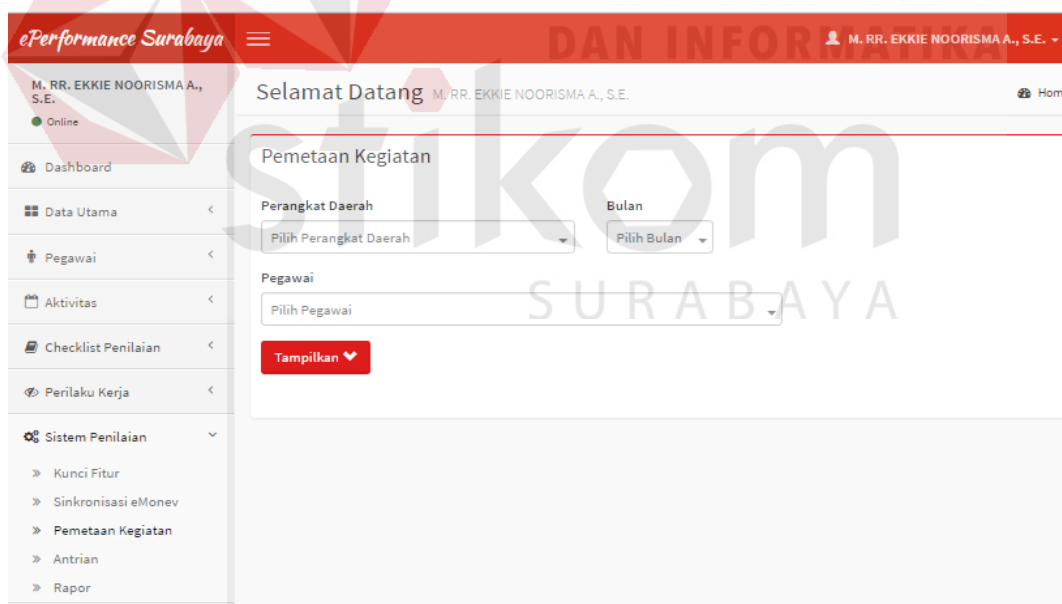 ePerformance Surabaya
DAN INFORMATIKA
M. RR. EKKIE NOORISMA A., S.E.
M. RR. EKKIE NOORISMA A.,
S.E.
Online
Selamat Datang M. RR. EKKIE NOORISMA A., S.E.
Hom
stikom
SURABAYA
Dashboard
Data Utama
Pegawai
Aktivitas
Checklist Penilaian
Perilaku Kerja
Sistem Penilaian
Kunci Fitur
Sinkronisasi eMonev
Pemetaan Kegiatan
Antrian
Rapor
Pemetaan Kegiatan
Perangkat Daerah
Bulan
Pilih Perangkat Daerah
Pilih Bulan
Pegawai
Pilih Pegawai
Tampilkan